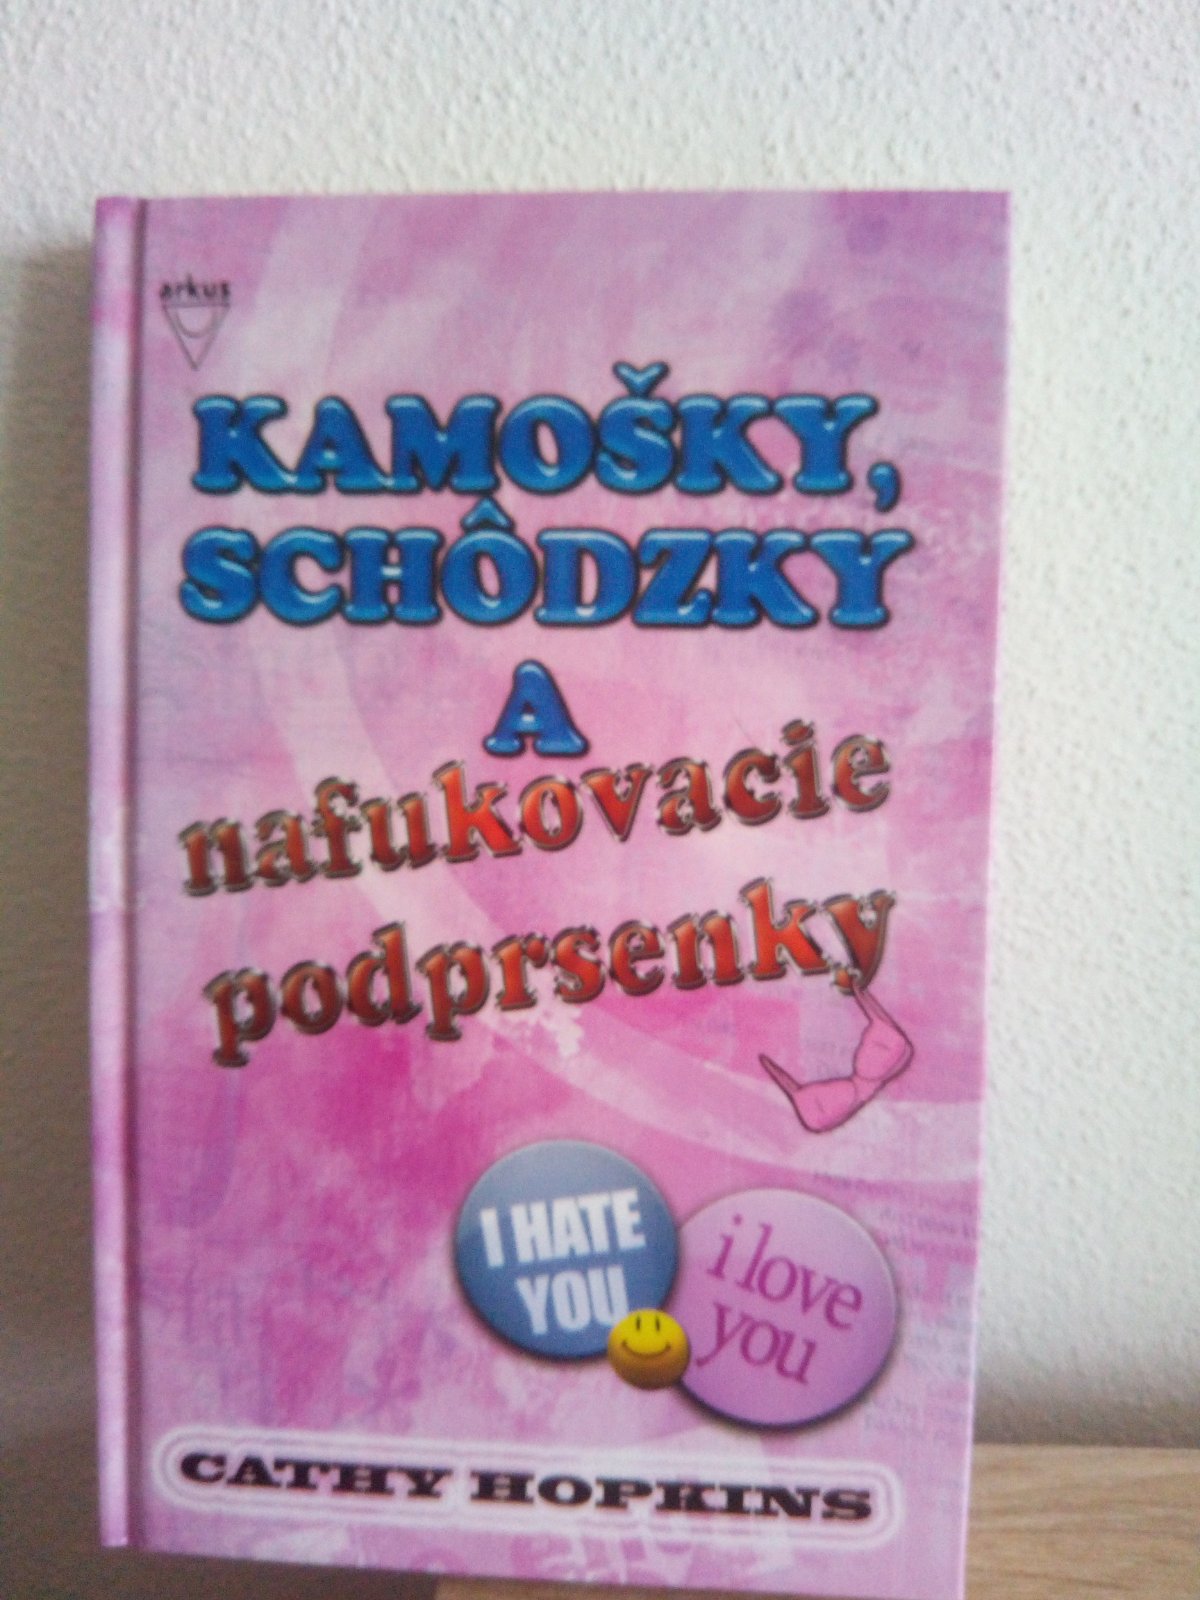 arkus
KAMOŠKY,
SCHÔDZKY
A
nafukovacie
podprsenky
I HATE
YOU
i love
you
CATHY HOPKINS